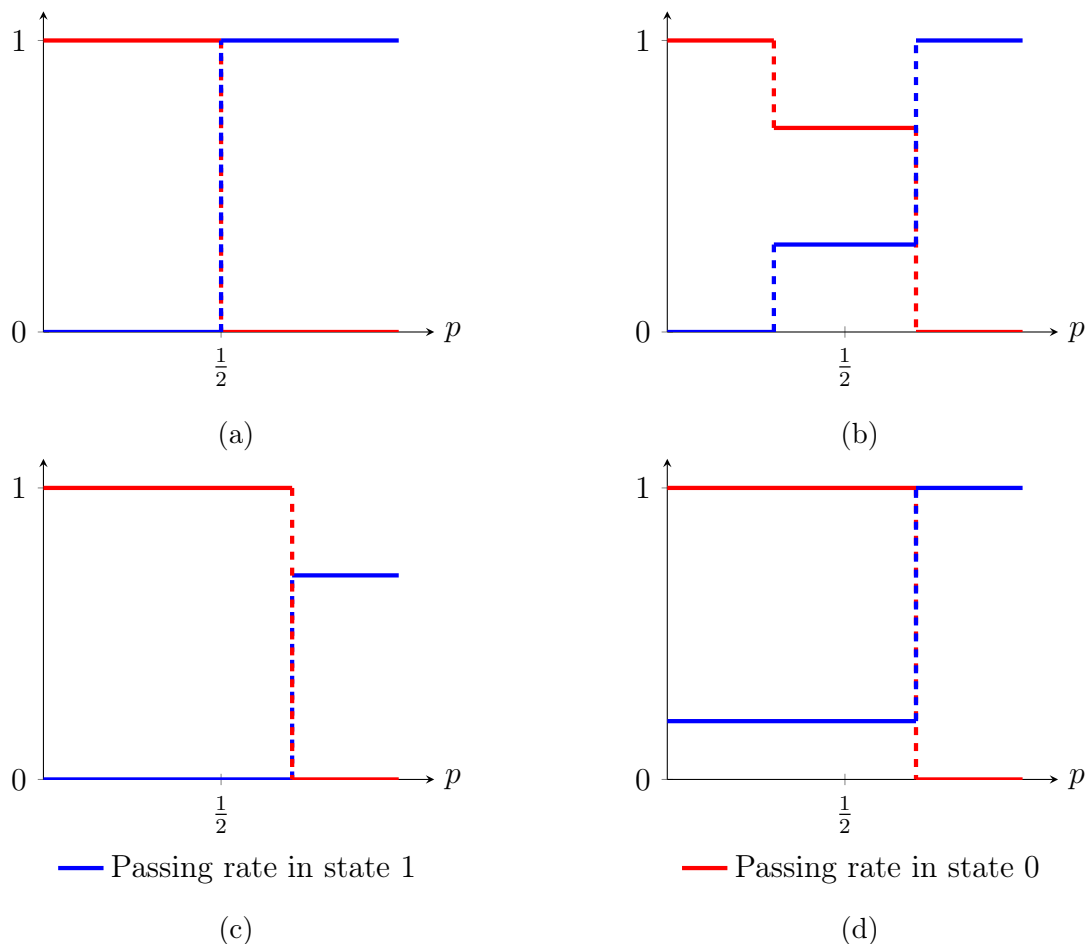 1
0
p
1/2
(a)
1
0
p
1/2
(b)
1
0
p
1/2
Passing rate in state 1
(c)
1
0
p
1/2
Passing rate in state 0
(d)